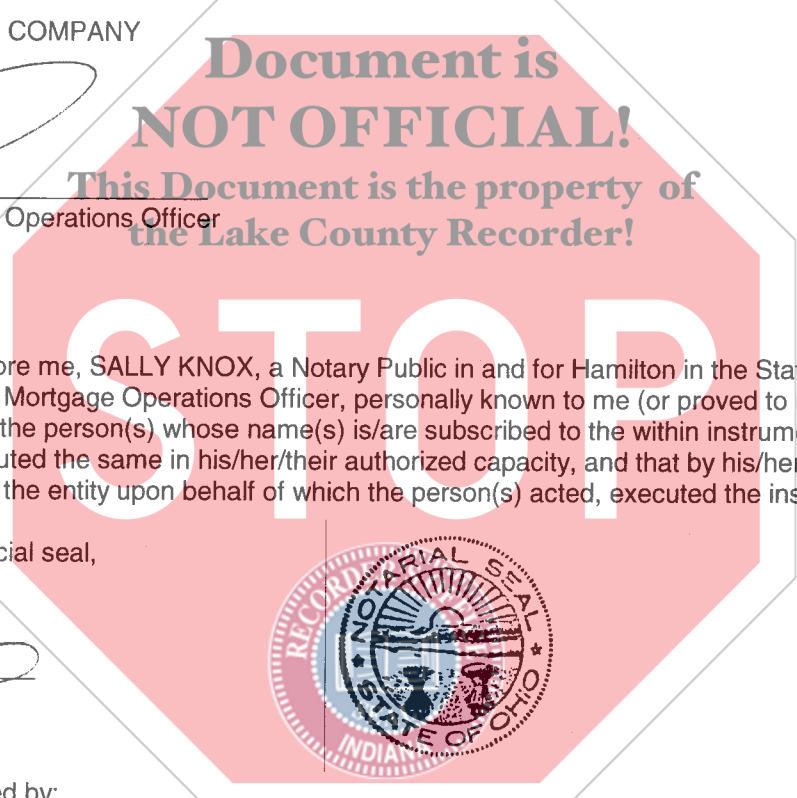 COMPANY
Document is
NOT OFFICIAL!
This Document is the property of
the Lake County Recorder!
Operations Officer
STOP
ore me, SALLY KNOX, a Notary Public in and for Hamilton in the Stat
Mortgage Operations Officer, personally known to me (or proved to
the person(s) whose name(s) is/are subscribed to the within instrume
uted the same in his/her/their authorized capacity, and that by his/her
the entity upon behalf of which the person(s) acted, executed the ins
cial seal,
NOTARIAL SEAL
STATE OF OHIO
RECORDER
INDIANA
ed by: